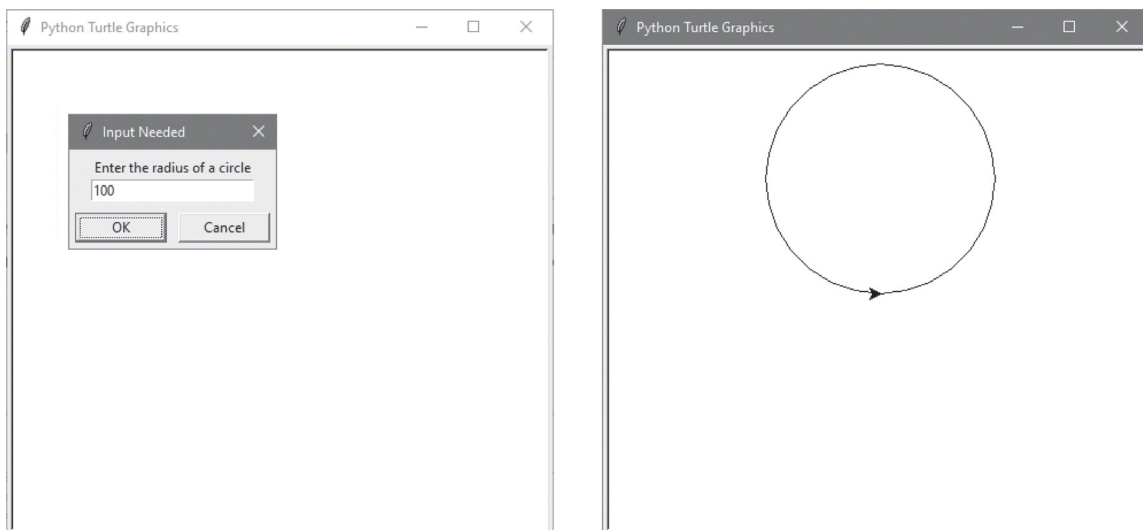 Python Turtle Graphics
Input Needed
Enter the radius of a circle
100
OK
Cancel
Python Turtle Graphics